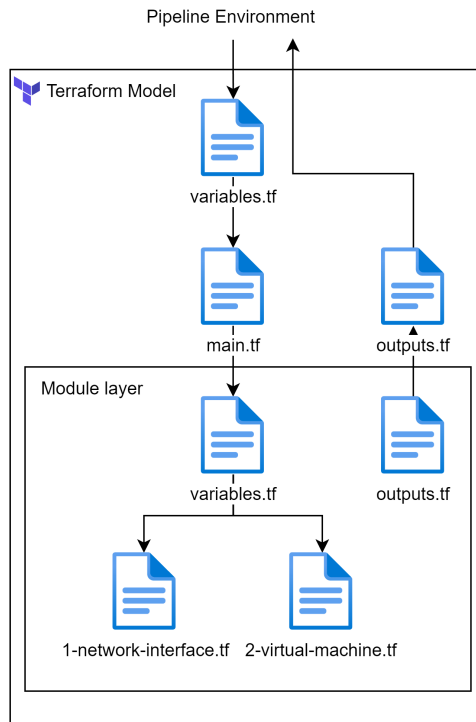 Pipeline Environment
Terraform Model
variables.tf
main.tf
outputs.tf
Module layer
variables.tf
outputs.tf
1-network-interface.tf
2-virtual-machine.tf